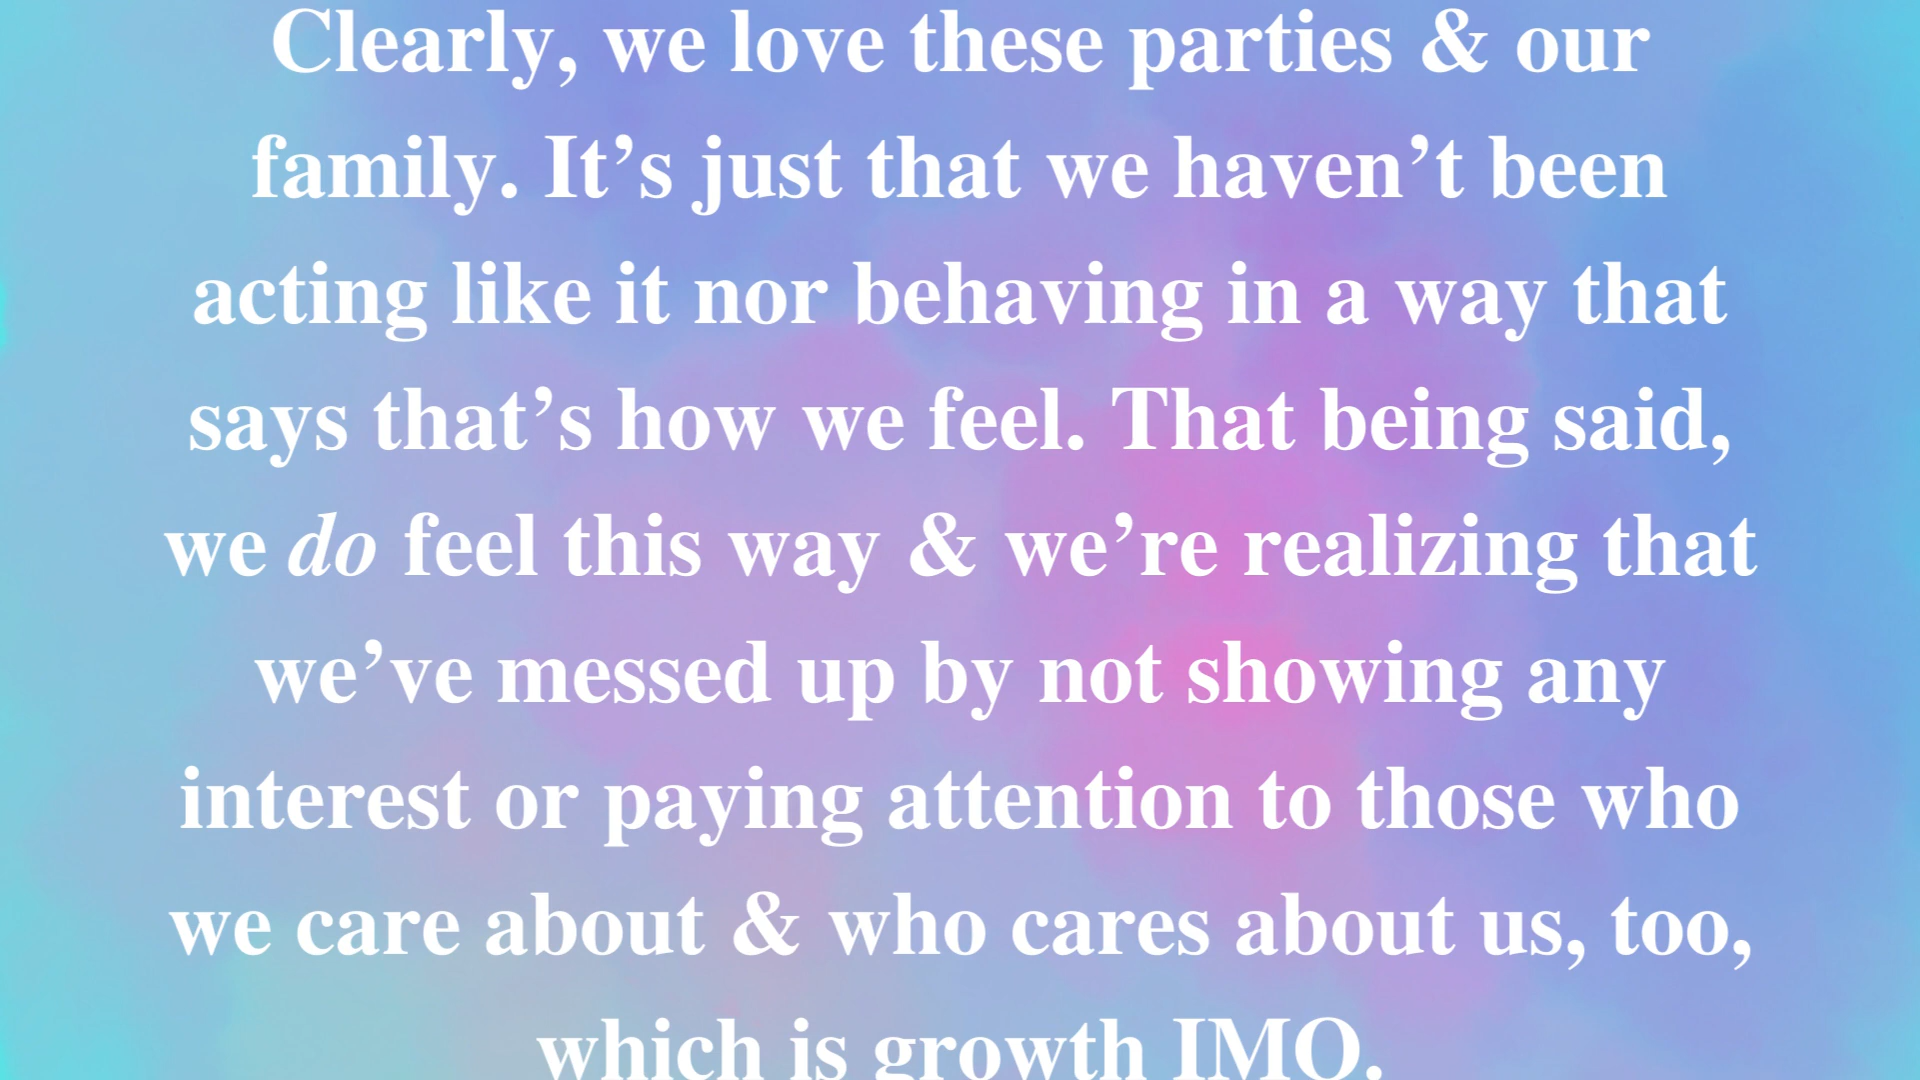 Clearly, we love these parties & our
family. It’s just that we haven’t been
acting like it nor behaving in a way that
says that’s how we feel. That being said,
we do feel this way & we’re realizing that
we’ve messed up by not showing any
interest or paying attention to those who
we care about & who cares about us, too,
which is growth IMO.